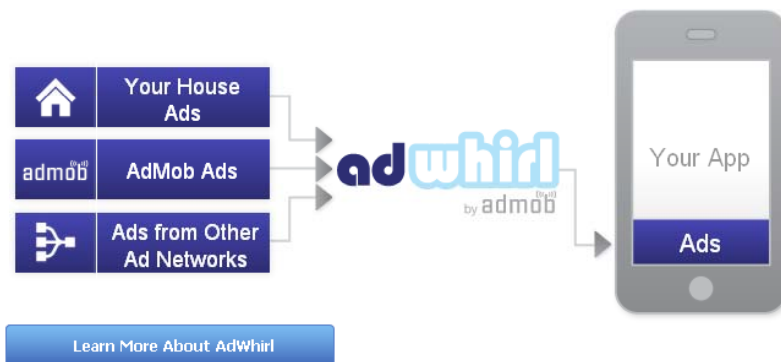 Your House
Ads
admob
AdMob Ads
Ads from Other
Ad Networks
adwhirl
by admob
Your App
Ads
Learn More About AdWhirl